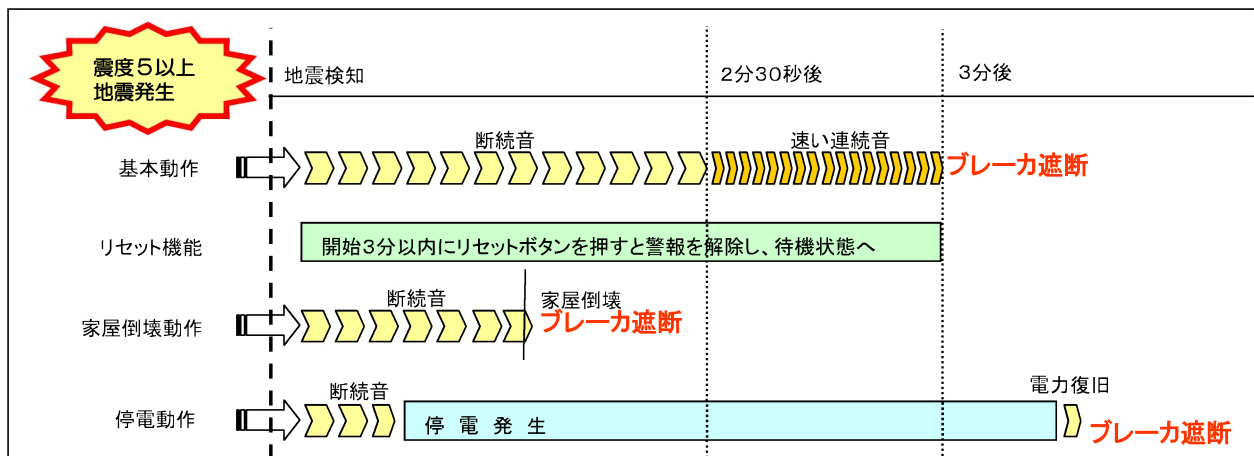 震度５以上
地震発生
地震検知
２分３０秒後
３分後
基本動作
断続音
速い連続音
ブレーカ遮断
リセット機能
開始３分以内にリセットボタンを押すと警報を解除し、待機状態へ
家屋倒壊動作
断続音
家屋倒壊
ブレーカ遮断
停電動作
断続音
停 電 発 生
電力復旧
ブレーカ遮断